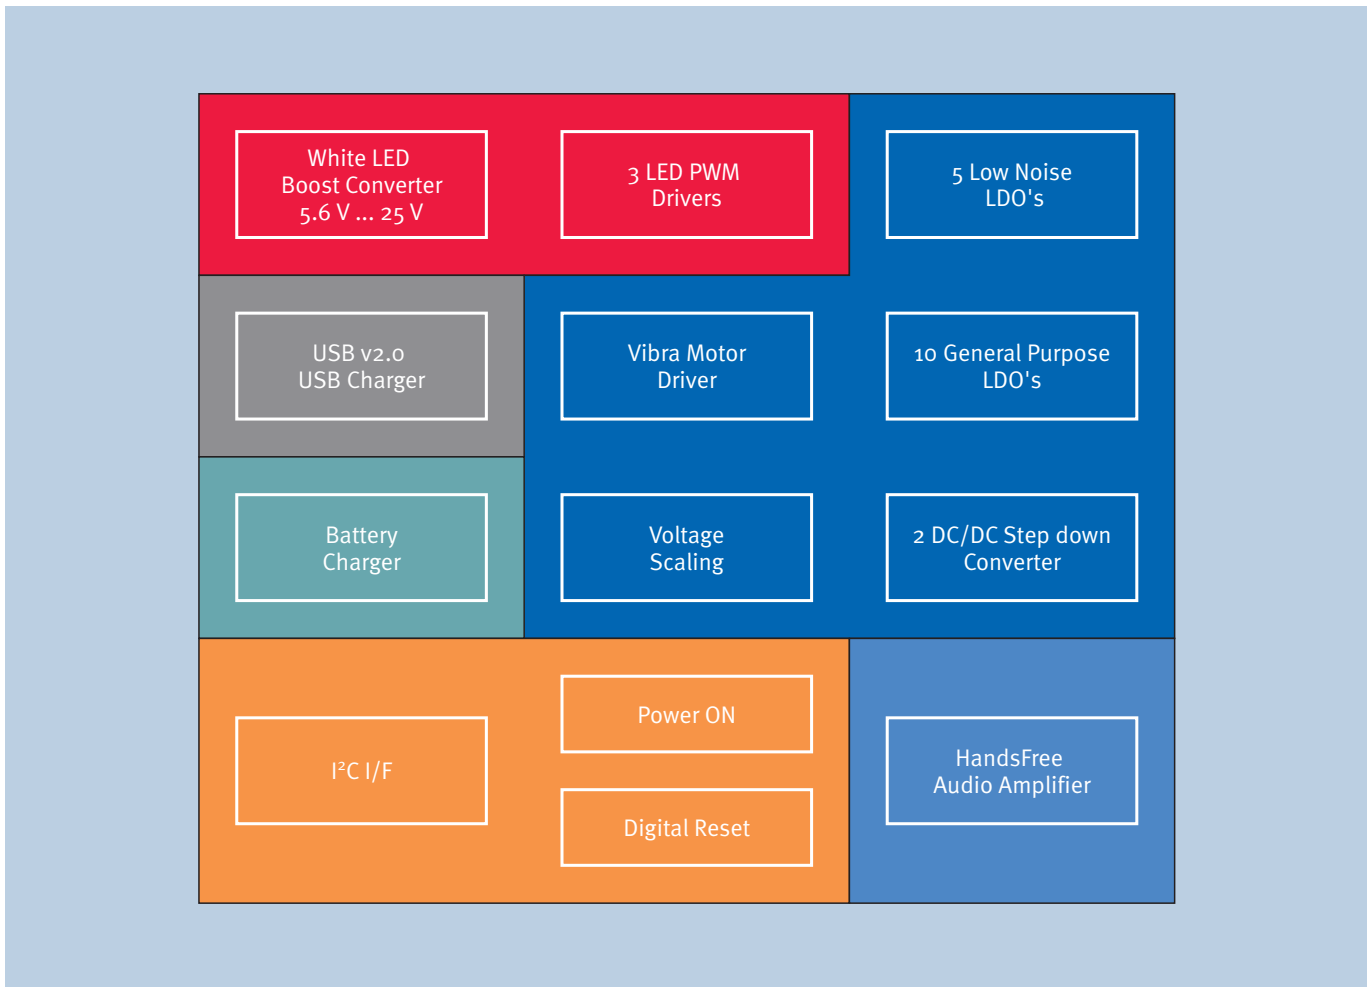 White LED
Boost Converter
5.6 V ... 25 V
3 LED PWM
Drivers
5 Low Noise
LDO's
USB v2.0
USB Charger
Vibra Motor
Driver
10 General Purpose
LDO's
Battery
Charger
Voltage
Scaling
2 DC/DC Step down
Converter
I²C I/F
Power ON
Digital Reset
HandsFree
Audio Amplifier